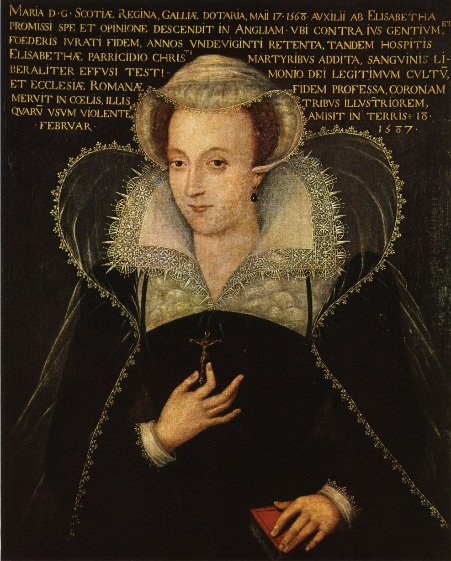 MARIA D·G· SCOTIÆ REGINA, GALLIÆ DOTARIA, MAII 17·1568· AVXILII AB ELISABETHA
PROMISSI SPE ET OPINIONE DESCENDIT IN ANGLIAM· VBI CONTRA IVS GENTIVM, ET
FOEDERIS IVRATI FIDEM, ANNOS VNDEVIGINTI RETENTA, TANDEM HOSPITIS
ELISABETHÆ PARRICIDIO CHRISTI MARTYRIBVS ADDITA, SANGVINIS LI-
BERALITER EFFVSI TESTI- MONIO DEI LEGITIMVM CVLTV̄,
ET ECCLESIÆ ROMANÆ FIDEM PROFESSA, CORONAM
MERVIT IN COELIS, ILLIS TRIBVS ILLVSTRIOREM,
QVARV̄ VSVM VIOLENTE AMISIT IN TERRIS: 18·
·FEBRVAR· 1587·